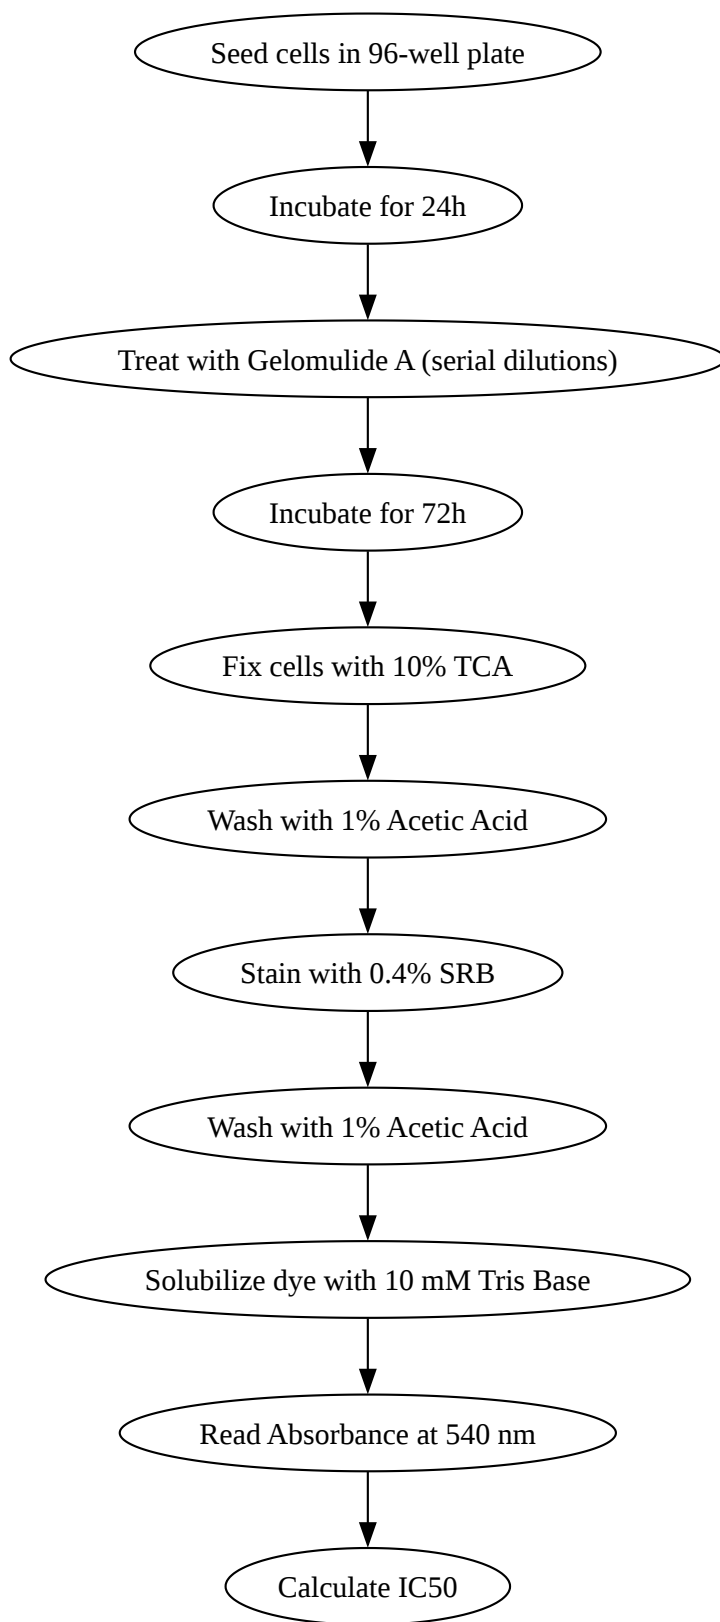 Seed cells in 96-well plate
Incubate for 24h
Treat with Gelomulide A (serial dilutions)
Incubate for 72h
Fix cells with 10% TCA
Wash with 1% Acetic Acid
Stain with 0.4% SRB
Wash with 1% Acetic Acid
Solubilize dye with 10 mM Tris Base
Read Absorbance at 540 nm
Calculate IC50